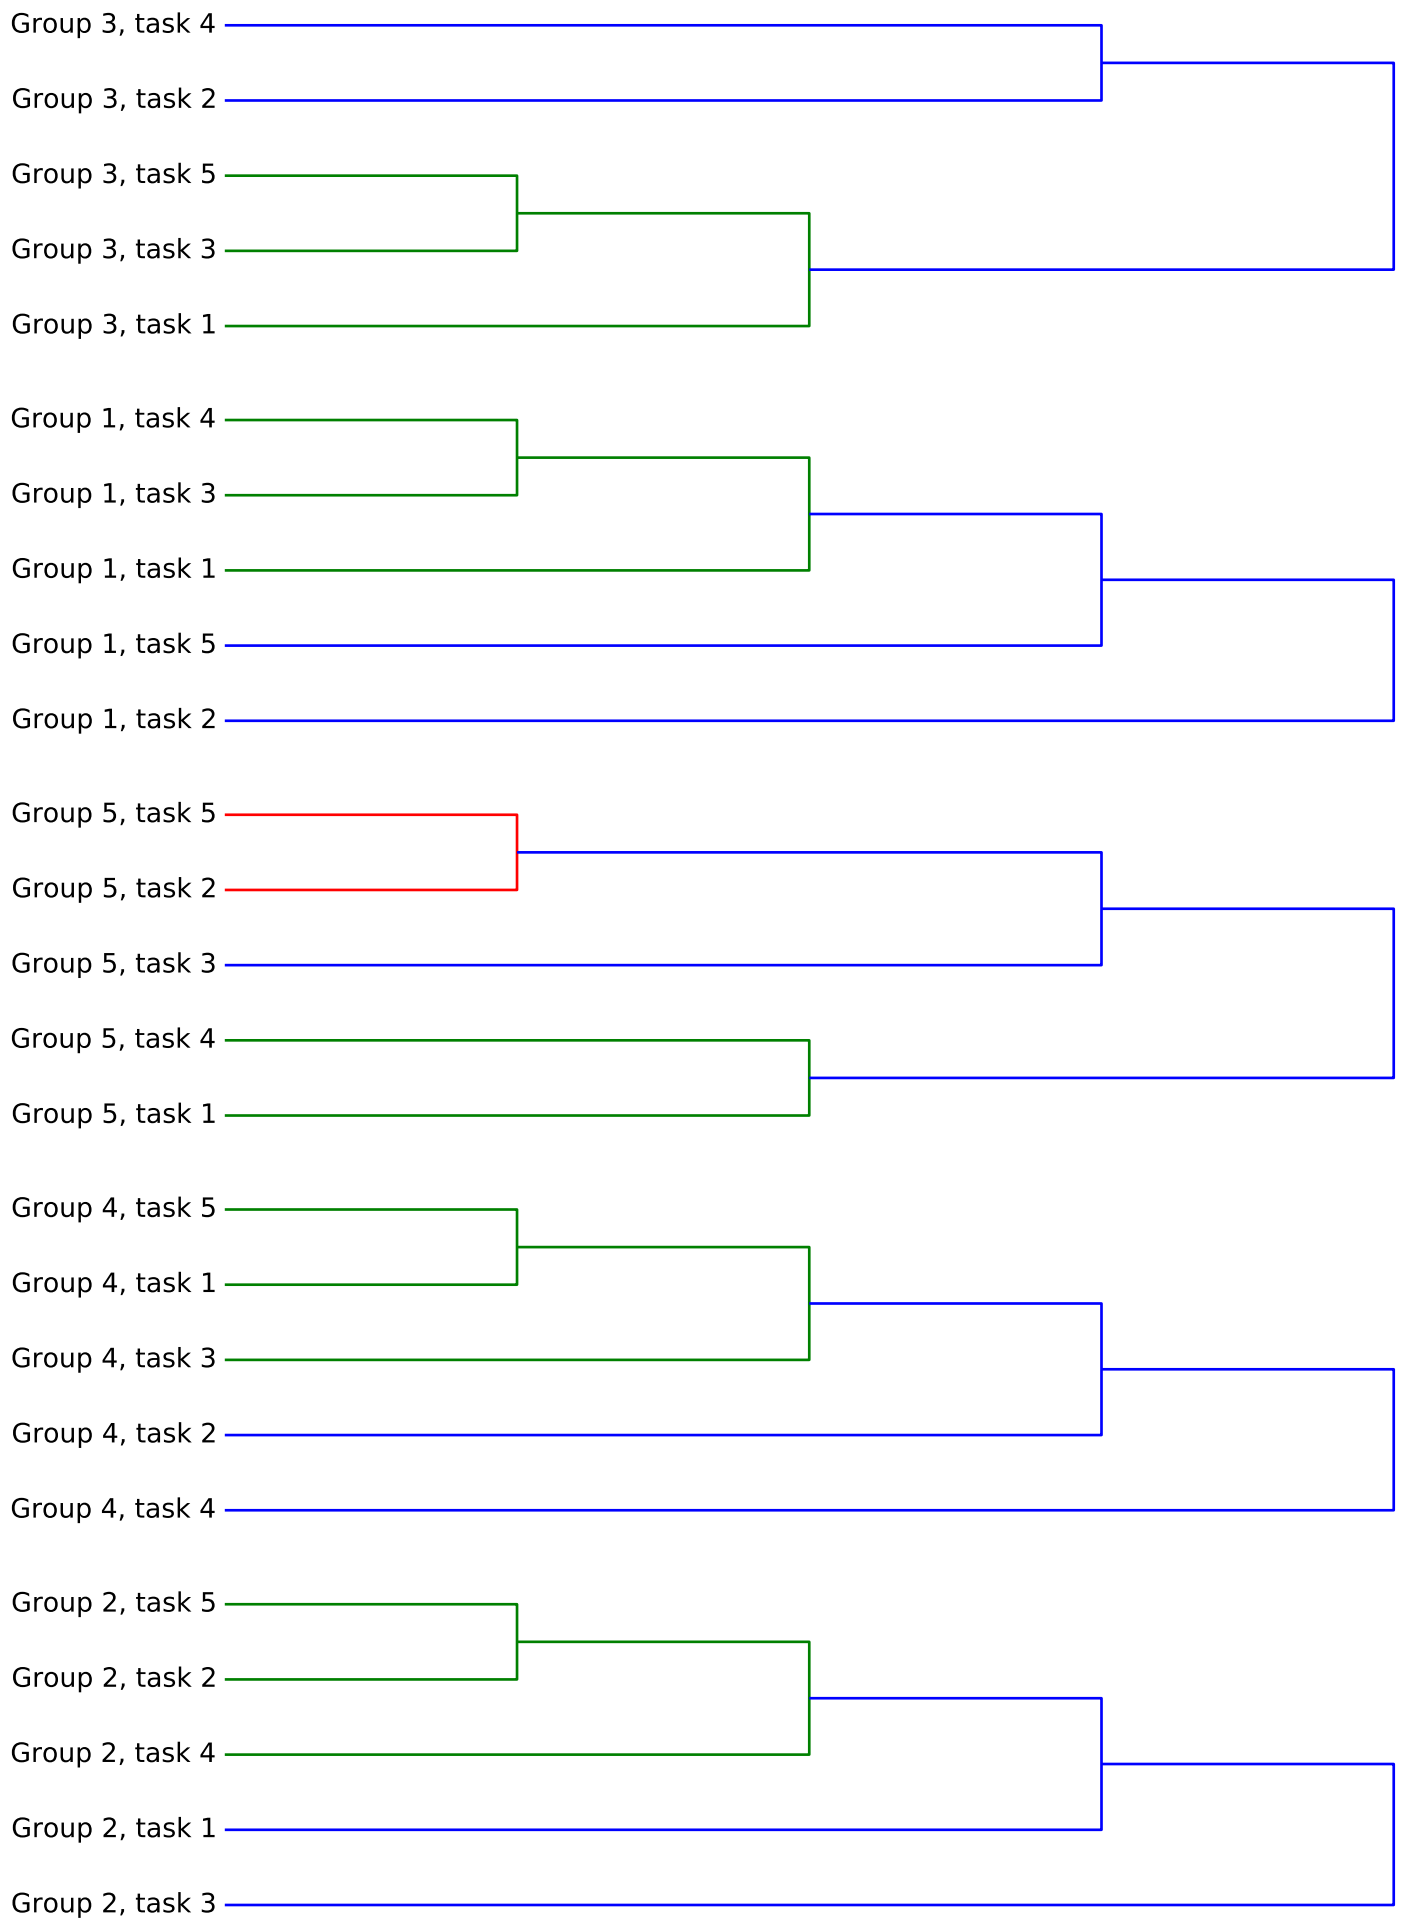 Group 3, task 4
Group 3, task 2
Group 3, task 5
Group 3, task 3
Group 3, task 1
Group 1, task 4
Group 1, task 3
Group 1, task 1
Group 1, task 5
Group 1, task 2
Group 5, task 5
Group 5, task 2
Group 5, task 3
Group 5, task 4
Group 5, task 1
Group 4, task 5
Group 4, task 1
Group 4, task 3
Group 4, task 2
Group 4, task 4
Group 2, task 5
Group 2, task 2
Group 2, task 4
Group 2, task 1
Group 2, task 3